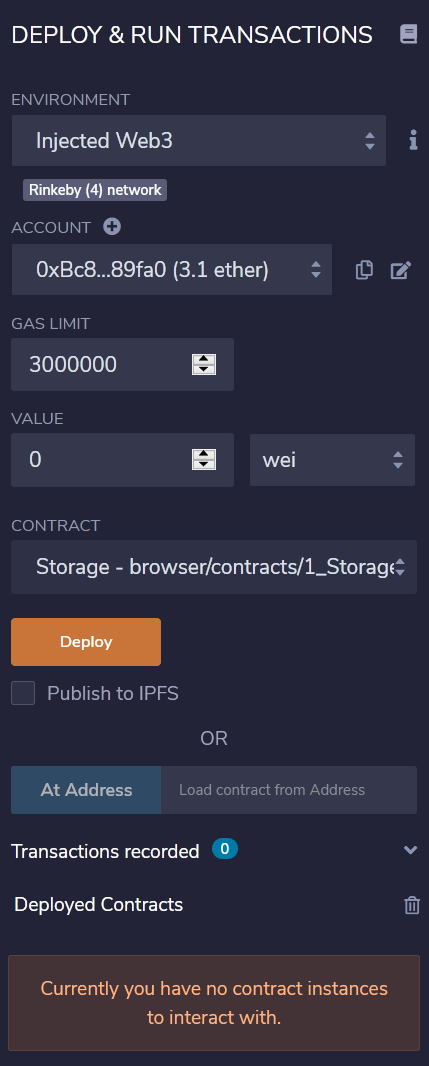 DEPLOY & RUN TRANSACTIONS
ENVIRONMENT
Injected Web3
Rinkeby (4) network
ACCOUNT
0xBc8...89fa0 (3.1 ether)
GAS LIMIT
3000000
VALUE
0 wei
CONTRACT
Storage - browser/contracts/1_Storage
Deploy
Publish to IPFS
OR
At Address Load contract from Address
Transactions recorded 0
Deployed Contracts
Currently you have no contract instances
to interact with.